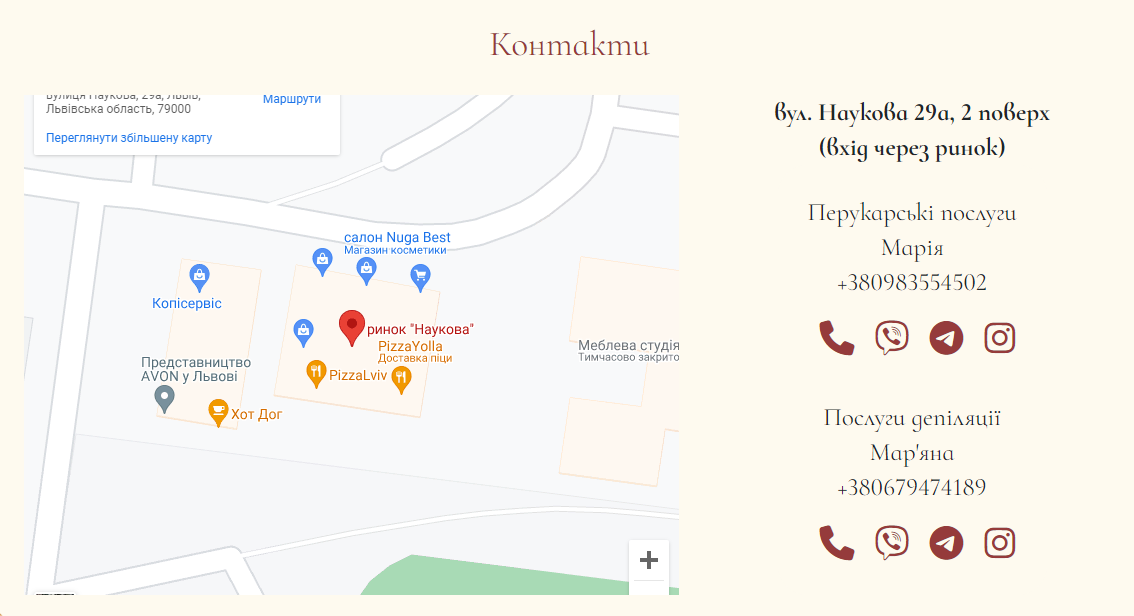 Контакти
вулиця Наукова, 29а, Львів,
Львівська область, 79000
Маршрути
Переглянути збільшену карту
салон Nuga Best
Магазин косметики
Копісервіс
ринок "Наукова"
PizzaYolla
Доставка піци
PizzaLviv
Представництво
AVON у Львові
Хот Дог
Меблева студія
Тимчасово закрито
вул. Наукова 29а, 2 поверх
(вхід через ринок)
Перукарські послуги
Марія
+380983554502
Послуги депіляції
Мар'яна
+380679474189